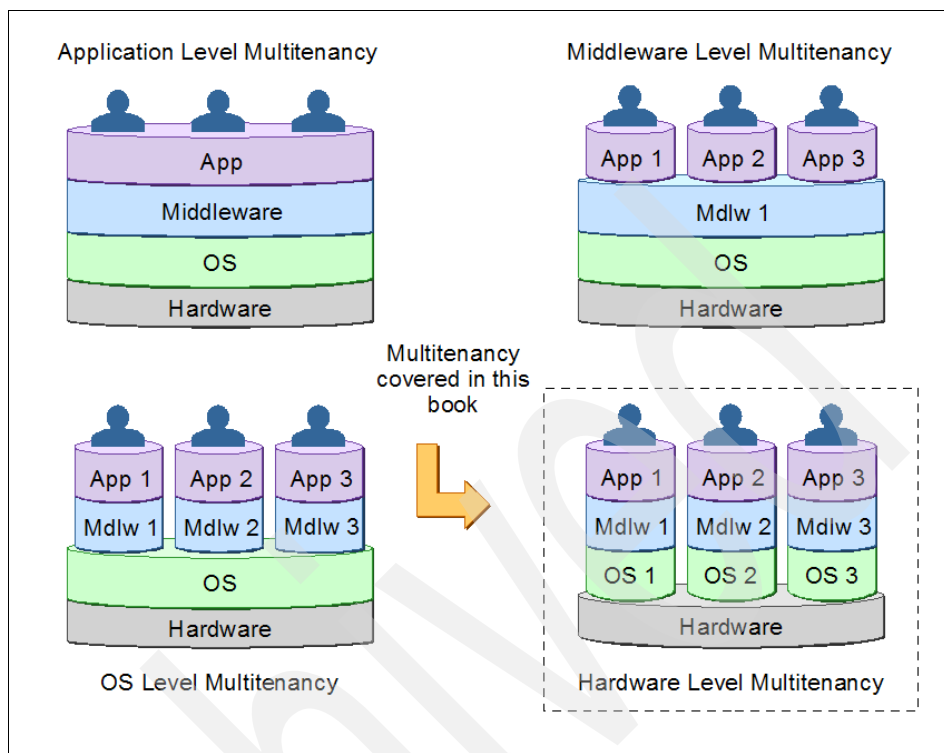 Application Level Multitenancy
App
Middleware
OS
Hardware
Middleware Level Multitenancy
App 1 App 2 App 3
Mdlw 1
OS
Hardware
Multitenancy
covered in this
book
App 1 App 2 App 3
Mdlw 1 Mdlw 2 Mdlw 3
OS
Hardware
OS Level Multitenancy
App 1 App 2 App 3
Mdlw 1 Mdlw 2 Mdlw 3
OS 1 OS 2 OS 3
Hardware
Hardware Level Multitenancy